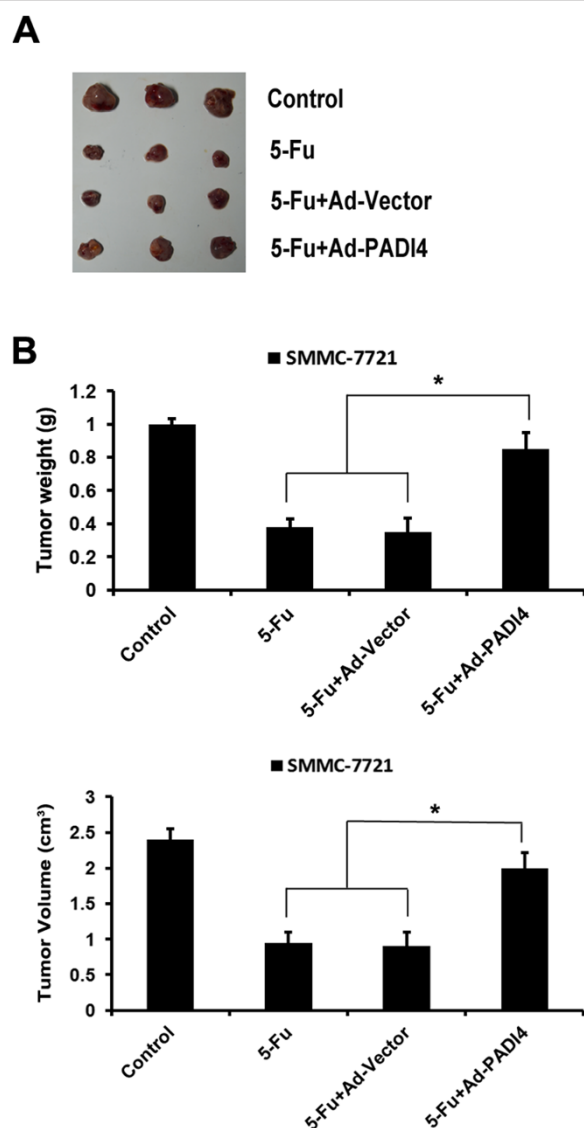 A
Control
5-Fu
5-Fu+Ad-Vector
5-Fu+Ad-PADI4
B
SMMC-7721
*
Tumor weight (g)
1.2
1
0.8
0.6
0.4
0.2
0
Control
5-Fu
5-Fu+Ad-Vector
5-Fu+Ad-PADI4
SMMC-7721
*
Tumor Volume (cm³)
3
2.5
2
1.5
1
0.5
0
Control
5-Fu
5-Fu+Ad-Vector
5-Fu+Ad-PADI4